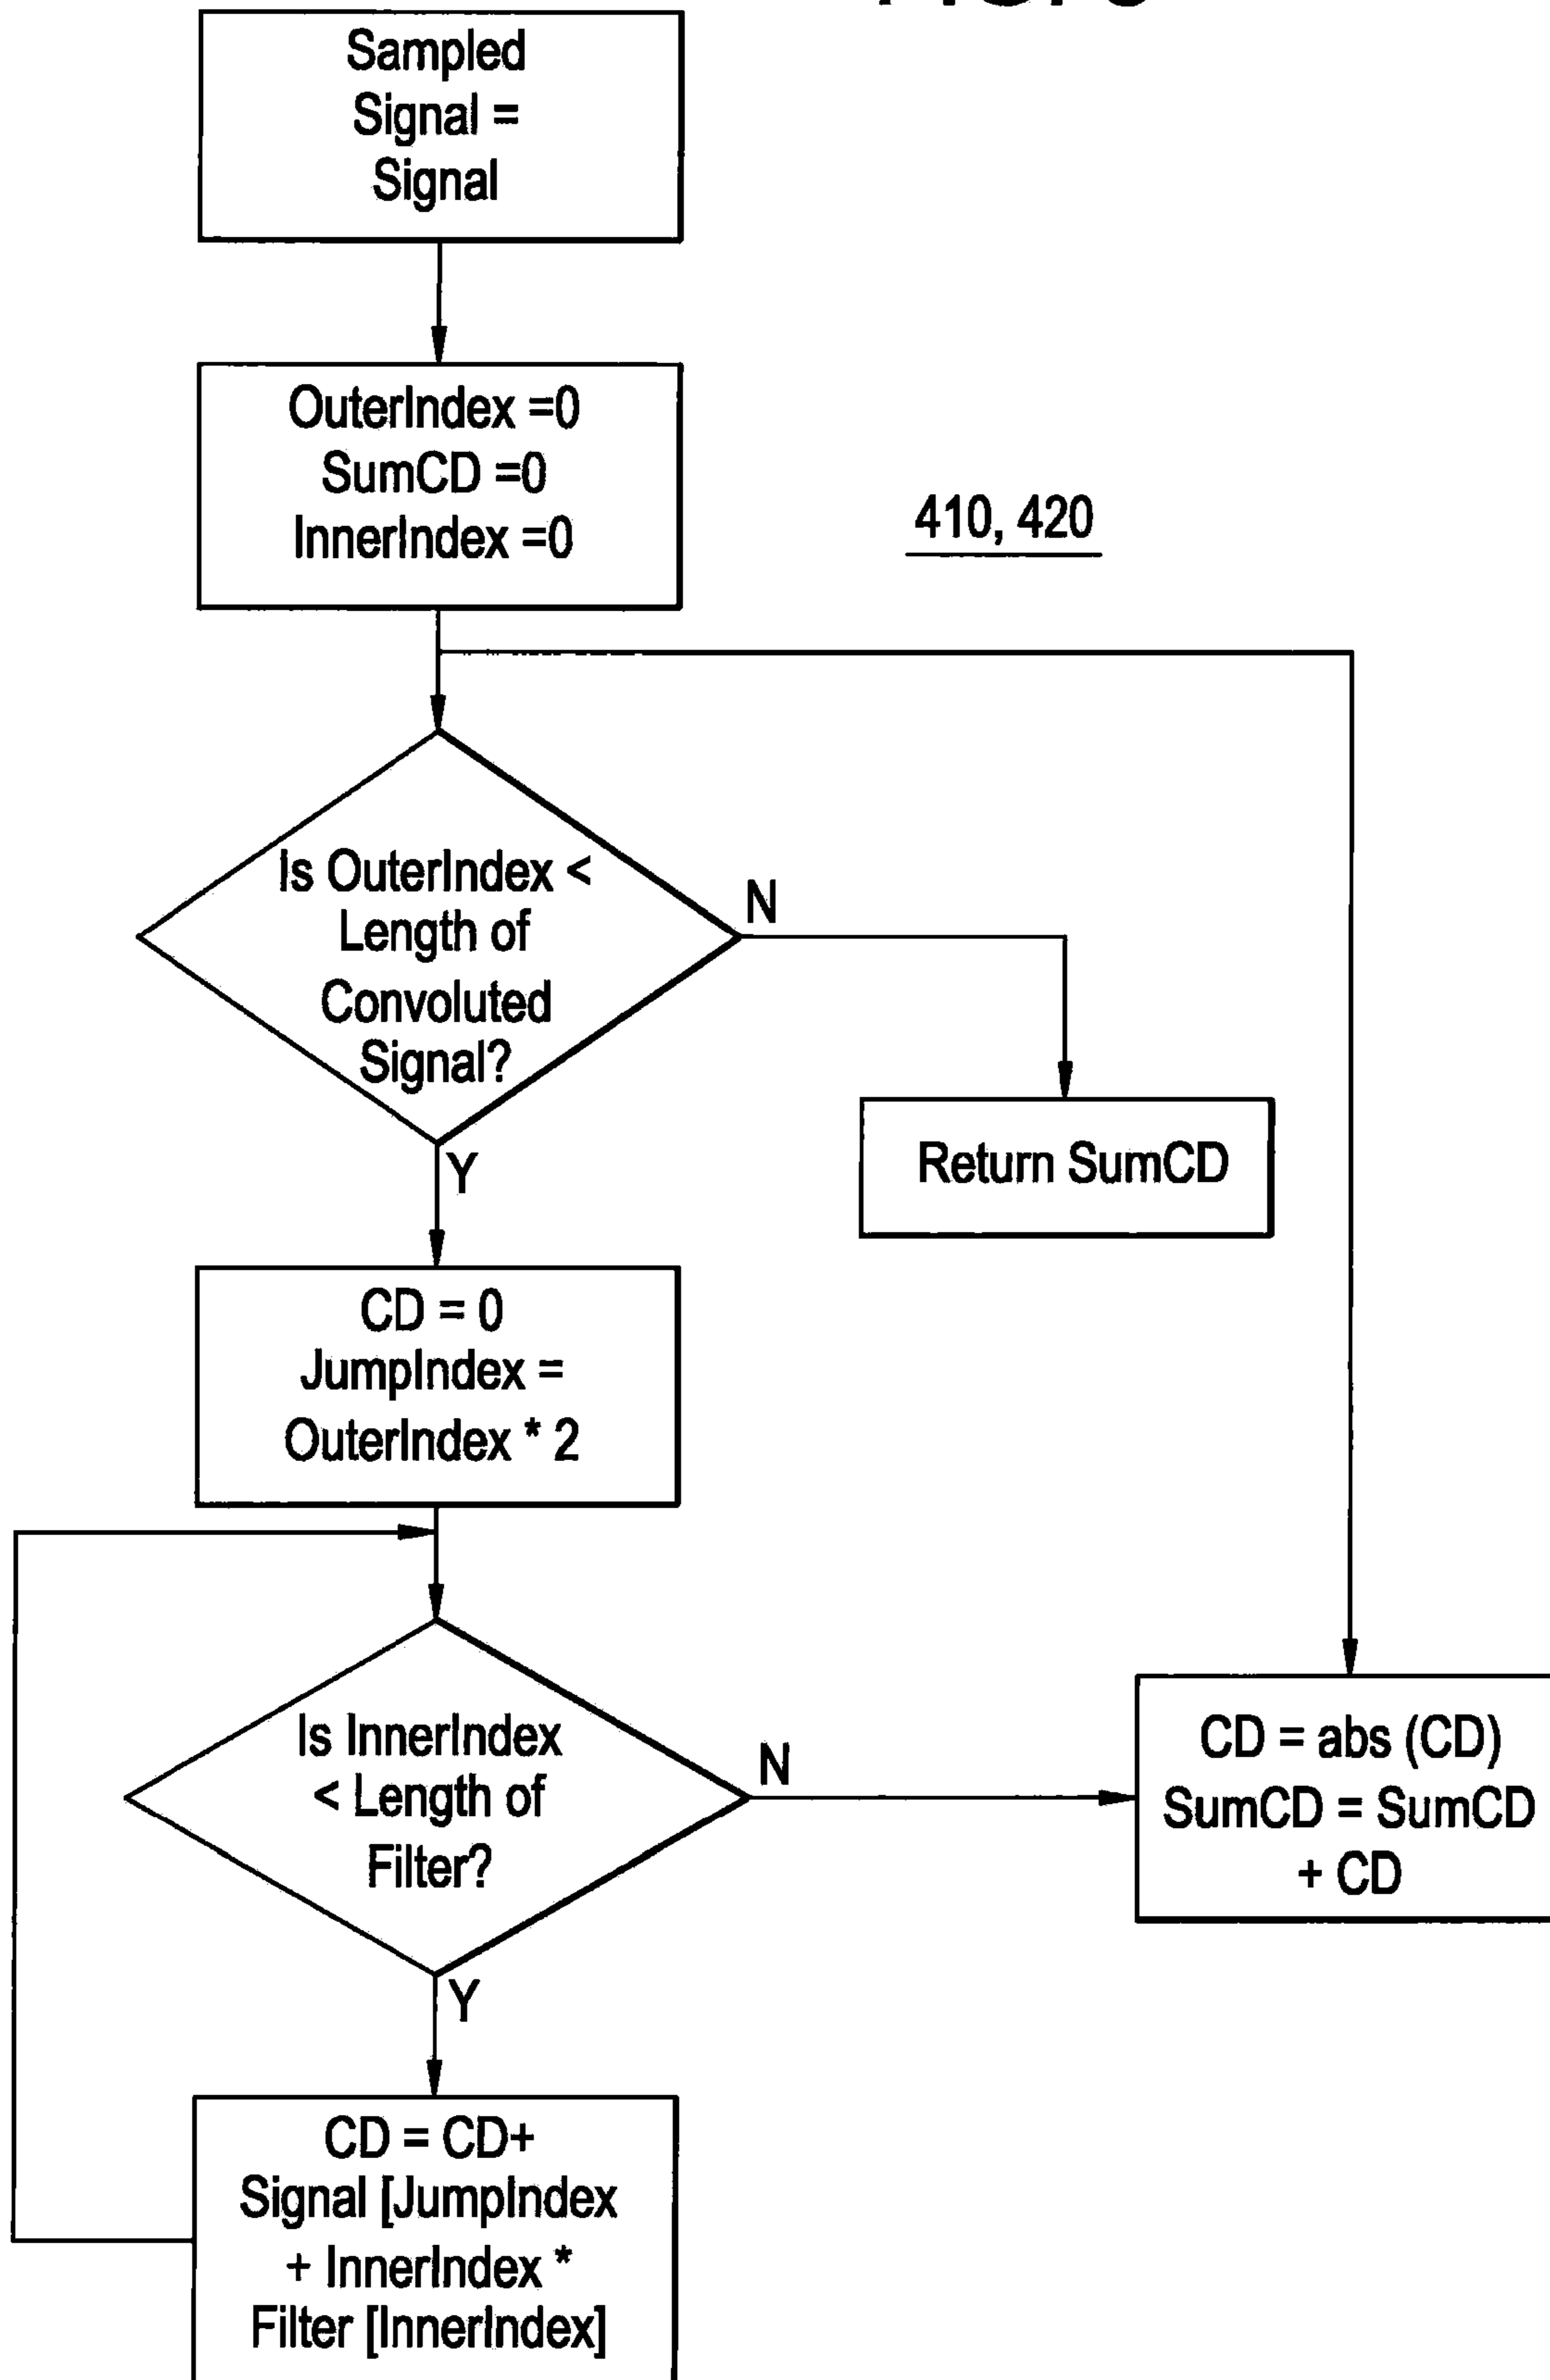 Sampled
Signal =
Signal
OuterIndex =0
SumCD =0
InnerIndex =0
410, 420
Is OuterIndex <
Length of
Convoluted
Signal?
N
Y
Return SumCD
CD = 0
JumpIndex =
OuterIndex * 2
Is InnerIndex
< Length of
Filter?
N
Y
CD = abs (CD)
SumCD = SumCD
+ CD
CD = CD+
Signal [JumpIndex
+ InnerIndex *
Filter [InnerIndex]